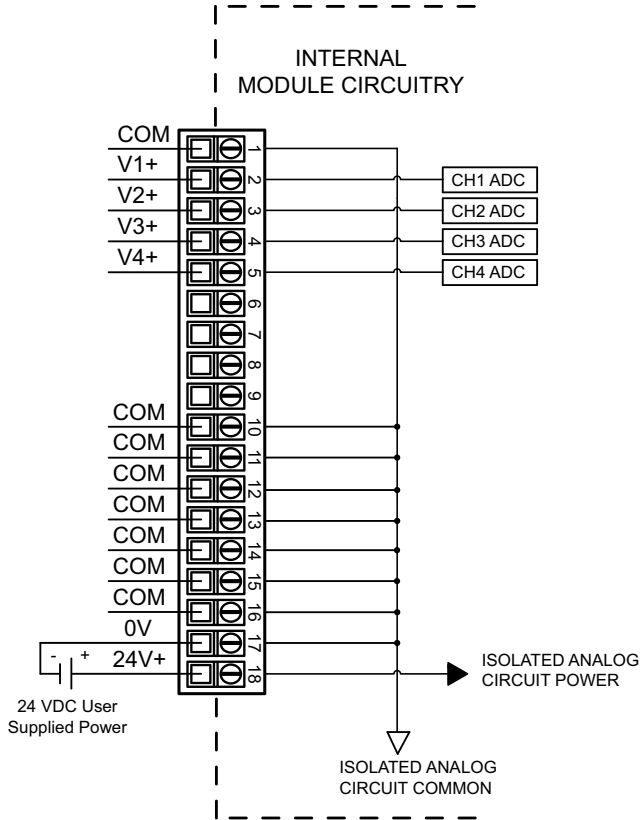 INTERNAL
MODULE CIRCUITRY
COM 1
V1+ 2 CH1 ADC
V2+ 3 CH2 ADC
V3+ 4 CH3 ADC
V4+ 5 CH4 ADC
6
7
8
9
COM 10
COM 11
COM 12
COM 13
COM 14
COM 15
COM 16
0V 17
- + 24V+ 18
ISOLATED ANALOG
CIRCUIT POWER
24 VDC User
Supplied Power
ISOLATED ANALOG
CIRCUIT COMMON